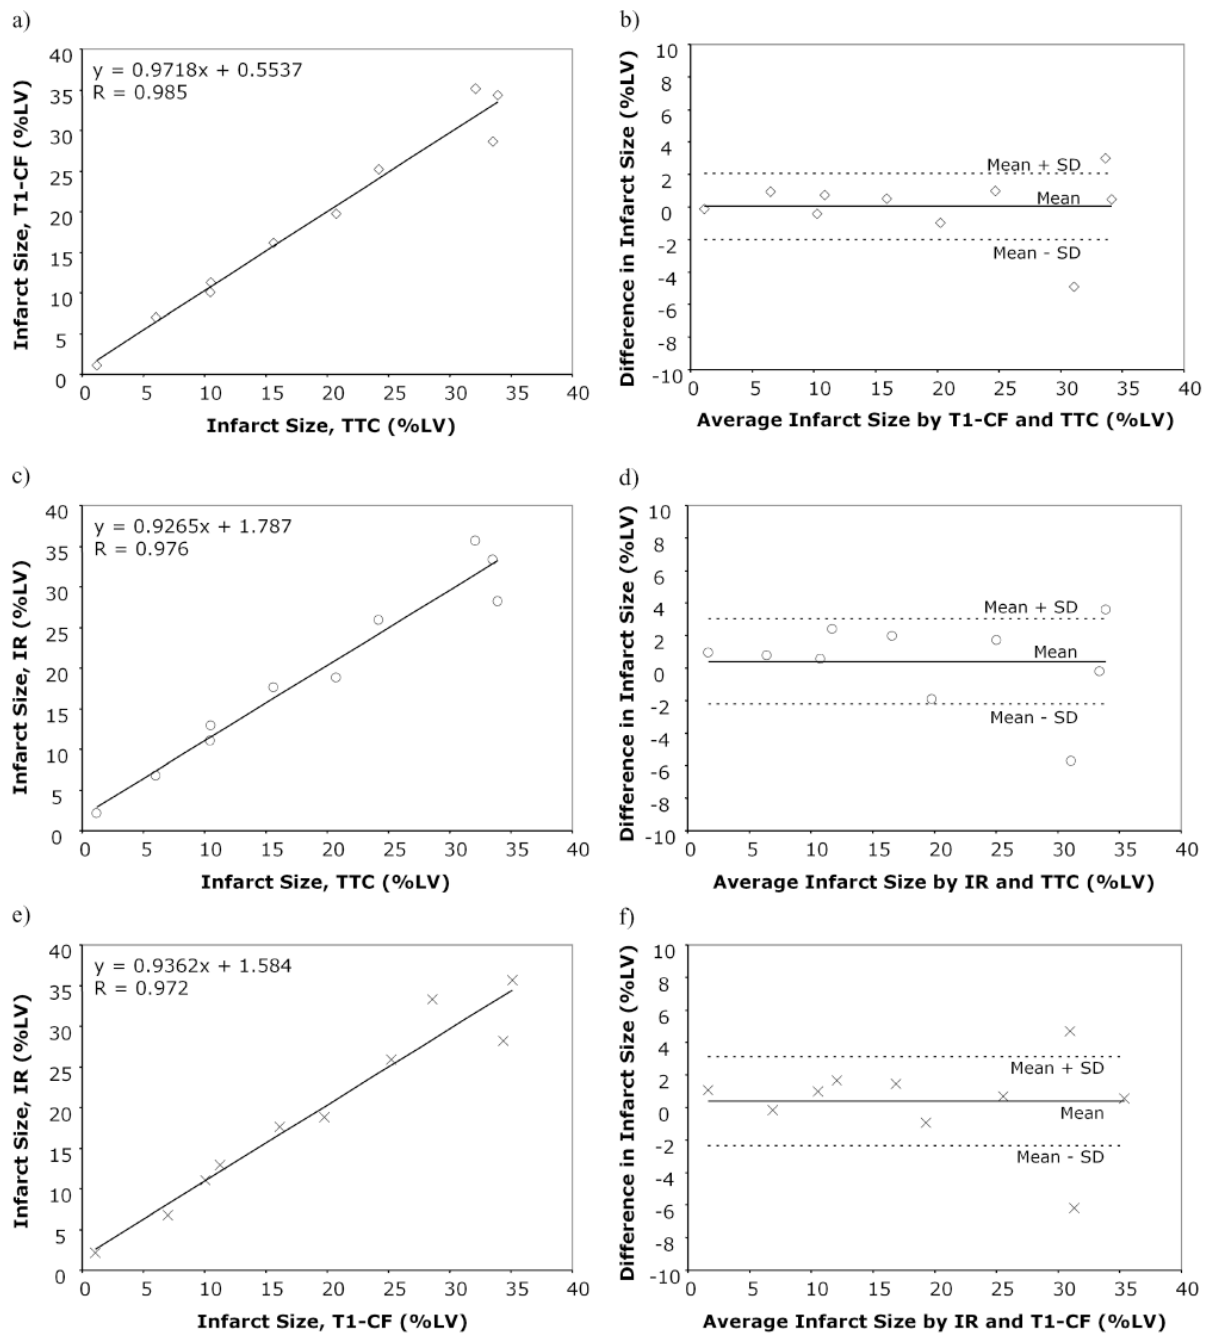 a)
y = 0.9718x + 0.5537
R = 0.985
Infarct Size, T1-CF (%LV)
40
35
30
25
20
15
10
5
0
0 5 10 15 20 25 30 35 40
Infarct Size, TTC (%LV)
b)
Difference in Infarct Size (%LV)
10
8
6
4
2
0
-2
-4
-6
-8
-10
Mean + SD
Mean
Mean - SD
0 5 10 15 20 25 30 35 40
Average Infarct Size by T1-CF and TTC (%LV)
c)
y = 0.9265x + 1.787
R = 0.976
Infarct Size, IR (%LV)
40
35
30
25
20
15
10
5
0
0 5 10 15 20 25 30 35 40
Infarct Size, TTC (%LV)
d)
Difference in Infarct Size (%LV)
10
8
6
4
2
0
-2
-4
-6
-8
-10
Mean + SD
Mean
Mean - SD
0 5 10 15 20 25 30 35 40
Average Infarct Size by IR and TTC (%LV)
e)
y = 0.9362x + 1.584
R = 0.972
Infarct Size, IR (%LV)
40
35
30
25
20
15
10
5
0
0 5 10 15 20 25 30 35 40
Infarct Size, T1-CF (%LV)
f)
Difference in Infarct Size (%LV)
10
8
6
4
2
0
-2
-4
-6
-8
-10
Mean + SD
Mean
Mean - SD
0 5 10 15 20 25 30 35 40
Average Infarct Size by IR and T1-CF (%LV)